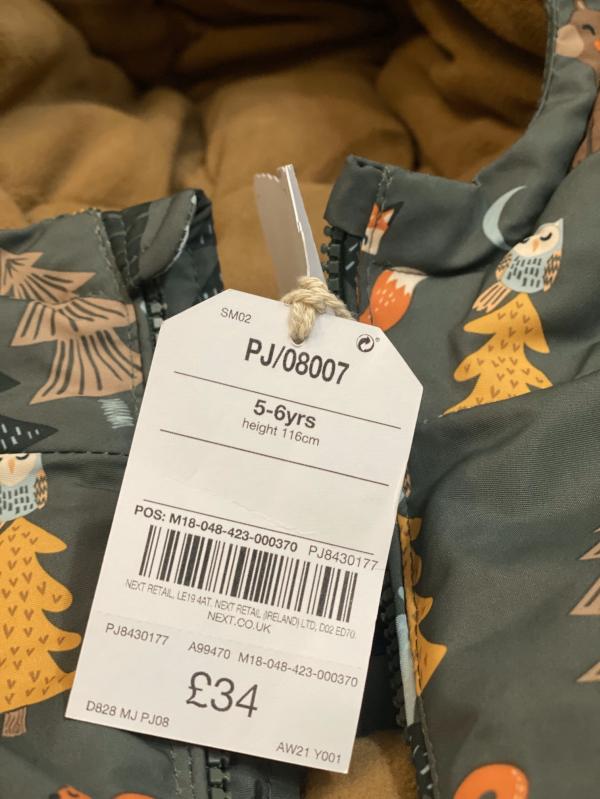 SM02
PJ/08007
5-6yrs
height 116cm
POS: M18-048-423-000370 PJ8430177
NEXT RETAIL, LE19 4AT. NEXT RETAIL (IRELAND) LTD, D02 ED70.
NEXT.CO.UK
PJ8430177 A99470 M18-048-423-000370
£34
D828 MJ PJ08 AW21 Y001